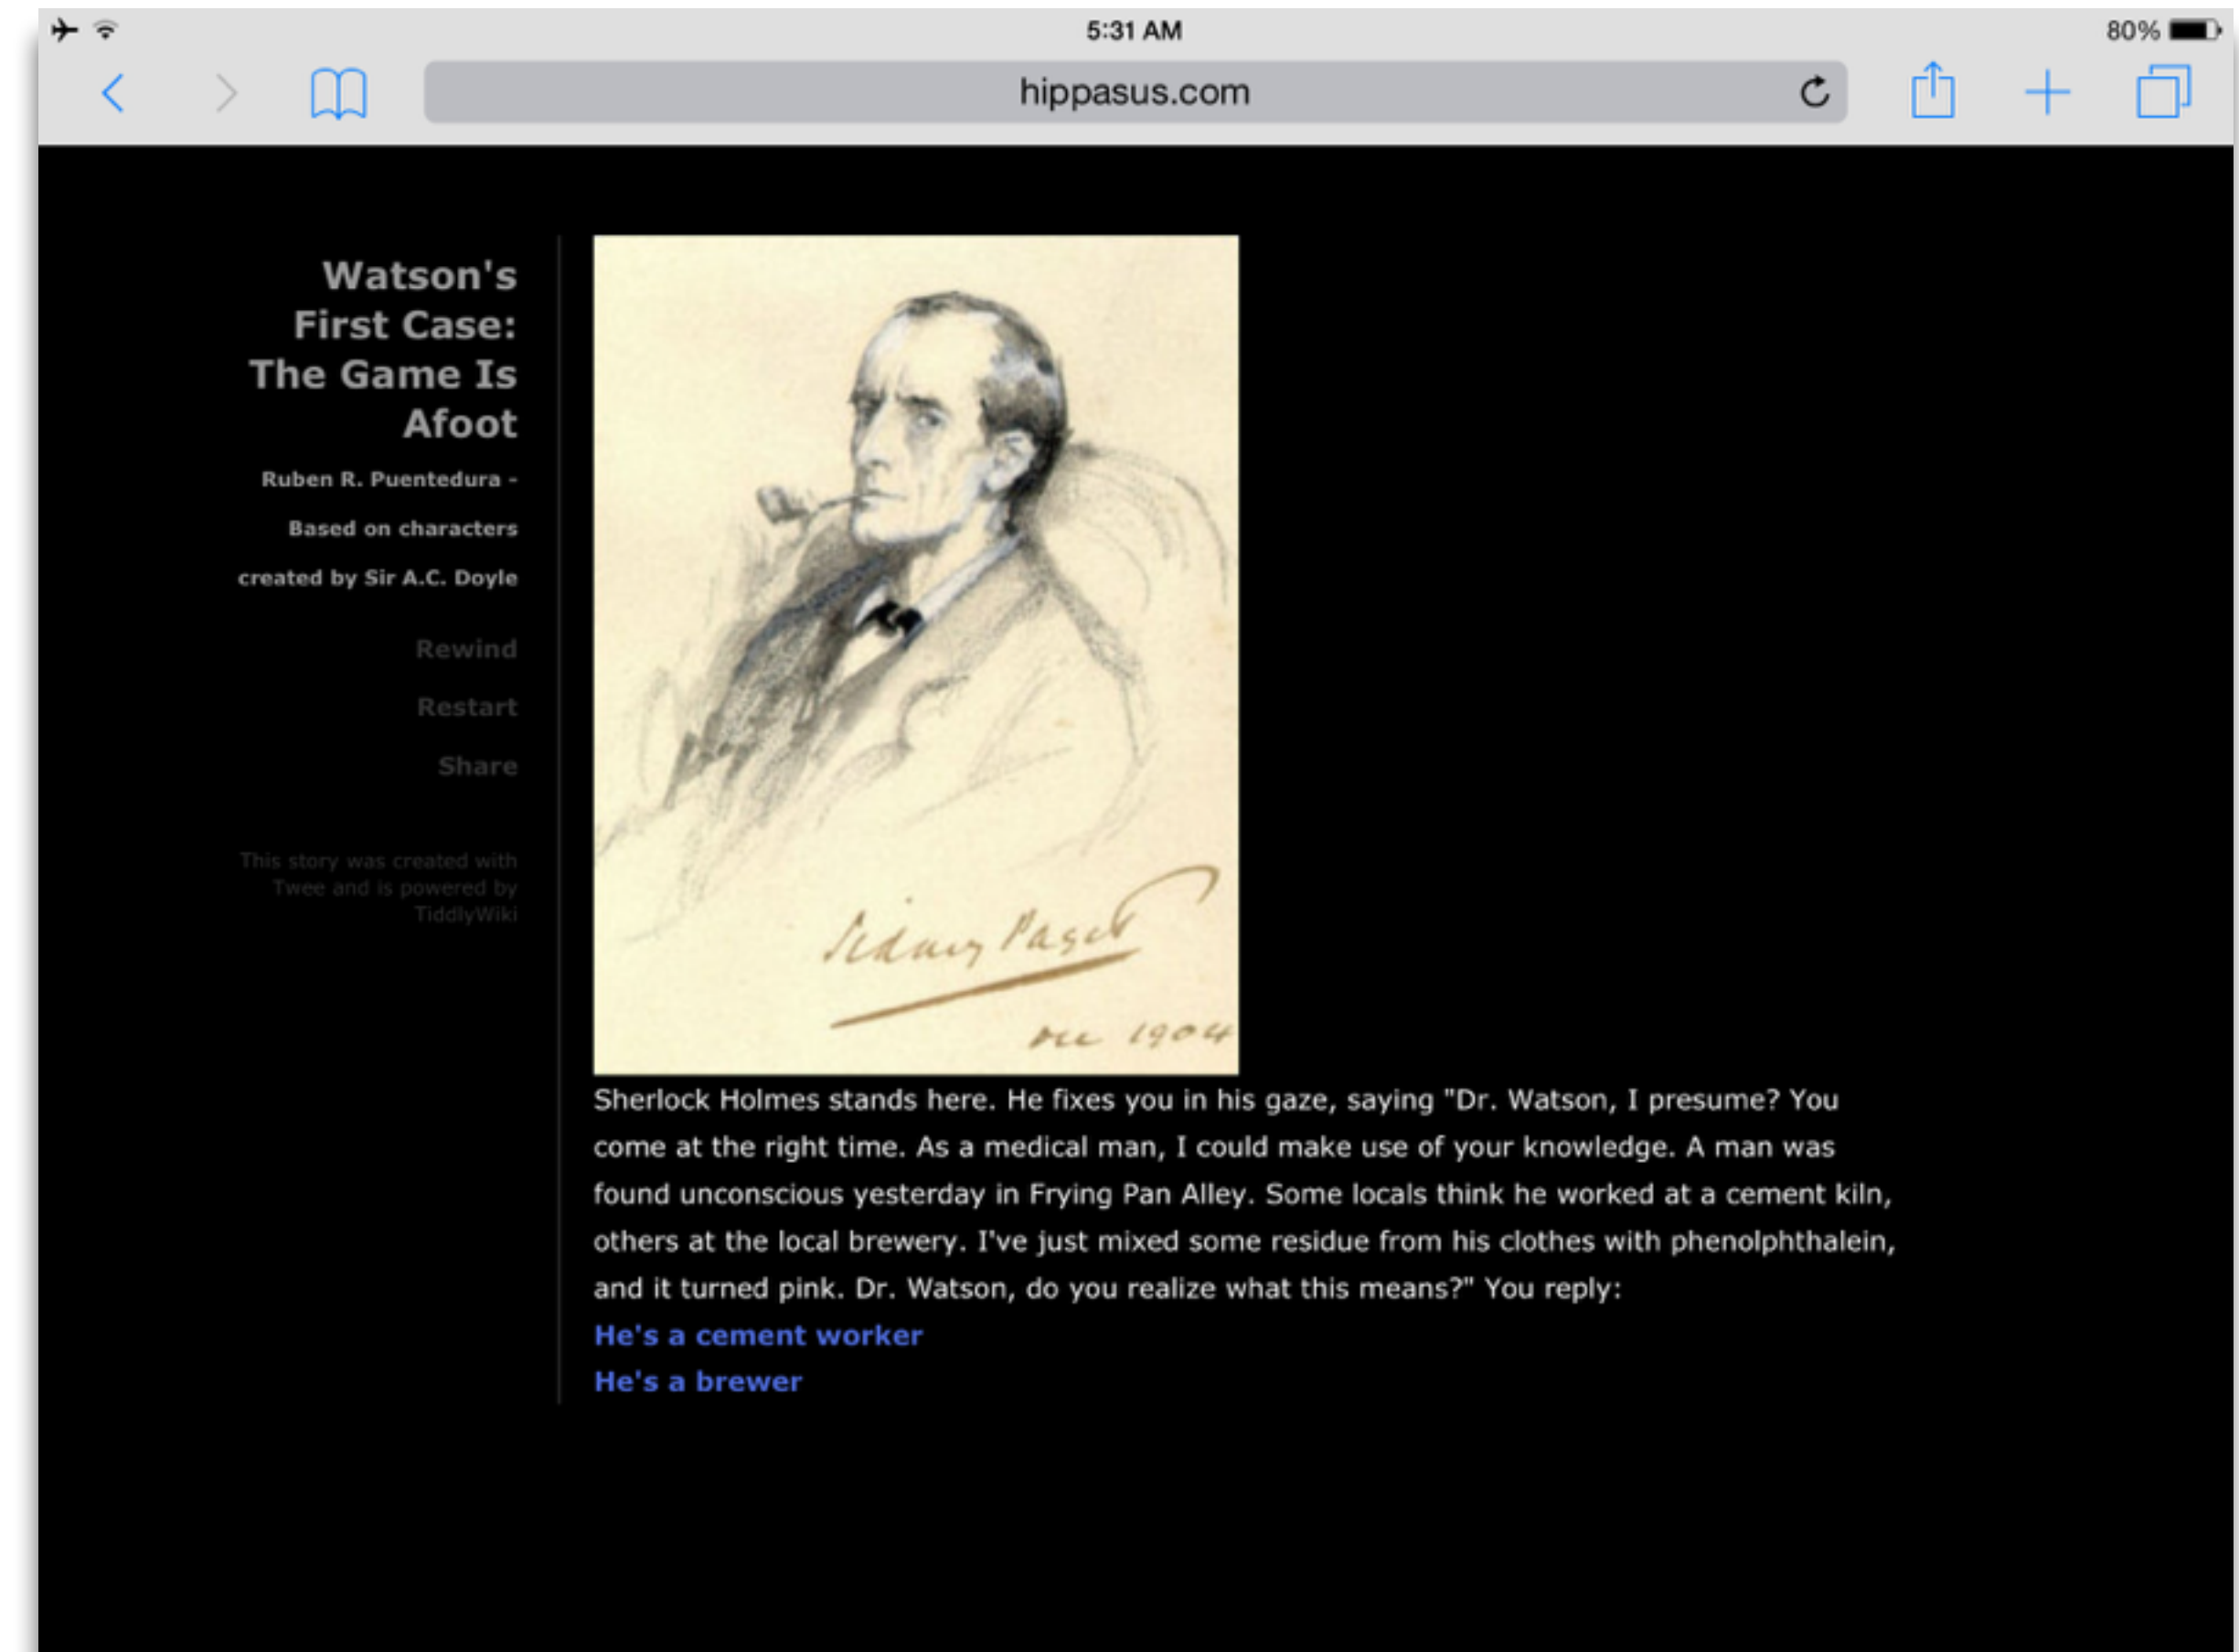 5:31 AM
80%
hippasus.com
Watson's
First Case:
The Game Is
Afoot
Ruben R. Puentedura -
Based on characters
created by Sir A.C. Doyle
Rewind
Restart
Share
This story was created with
Twee and is powered by
TiddlyWiki
Sidney Paget
Dec 1904
Sherlock Holmes stands here. He fixes you in his gaze, saying "Dr. Watson, I presume? You
come at the right time. As a medical man, I could make use of your knowledge. A man was
found unconscious yesterday in Frying Pan Alley. Some locals think he worked at a cement kiln,
others at the local brewery. I've just mixed some residue from his clothes with phenolphthalein,
and it turned pink. Dr. Watson, do you realize what this means?" You reply:
He's a cement worker
He's a brewer